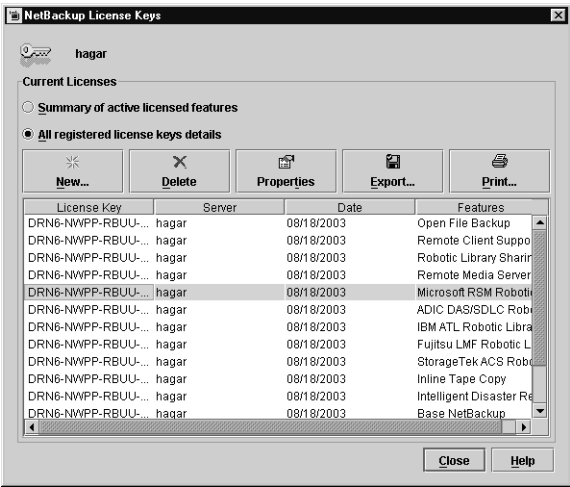 NetBackup License Keys
hagar
Current Licenses
Summary of active licensed features
All registered license keys details
New... Delete Properties Export... Print...
License Key Server Date Features
DRN6-NWPP-RBUU-... hagar 08/18/2003 Open File Backup
DRN6-NWPP-RBUU-... hagar 08/18/2003 Remote Client Suppo
DRN6-NWPP-RBUU-... hagar 08/18/2003 Robotic Library Sharin
DRN6-NWPP-RBUU-... hagar 08/18/2003 Remote Media Server
DRN6-NWPP-RBUU-... hagar 08/18/2003 Microsoft RSM Roboti
DRN6-NWPP-RBUU-... hagar 08/18/2003 ADIC DAS/SDLC Rob
DRN6-NWPP-RBUU-... hagar 08/18/2003 IBM ATL Robotic Libra
DRN6-NWPP-RBUU-... hagar 08/18/2003 Fujitsu LMF Robotic L
DRN6-NWPP-RBUU-... hagar 08/18/2003 StorageTek ACS Rob
DRN6-NWPP-RBUU-... hagar 08/18/2003 Inline Tape Copy
DRN6-NWPP-RBUU-... hagar 08/18/2003 Intelligent Disaster Re
DRN6-NWPP-RBUU-... hagar 08/18/2003 Base NetBackup
Close Help